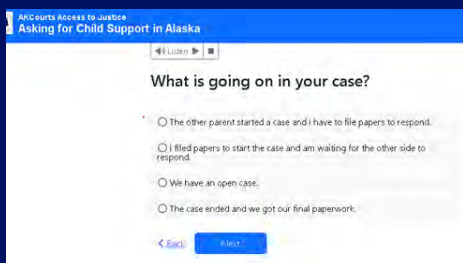 AKCourts Access to Justice
Asking for Child Support in Alaska
Listen
What is going on in your case?
The other parent started a case and i have to file papers to respond.
I filed papers to start the case and am waiting for the other side to
respond.
We have an open case.
The case ended and we got our final paperwork.
Back
Next